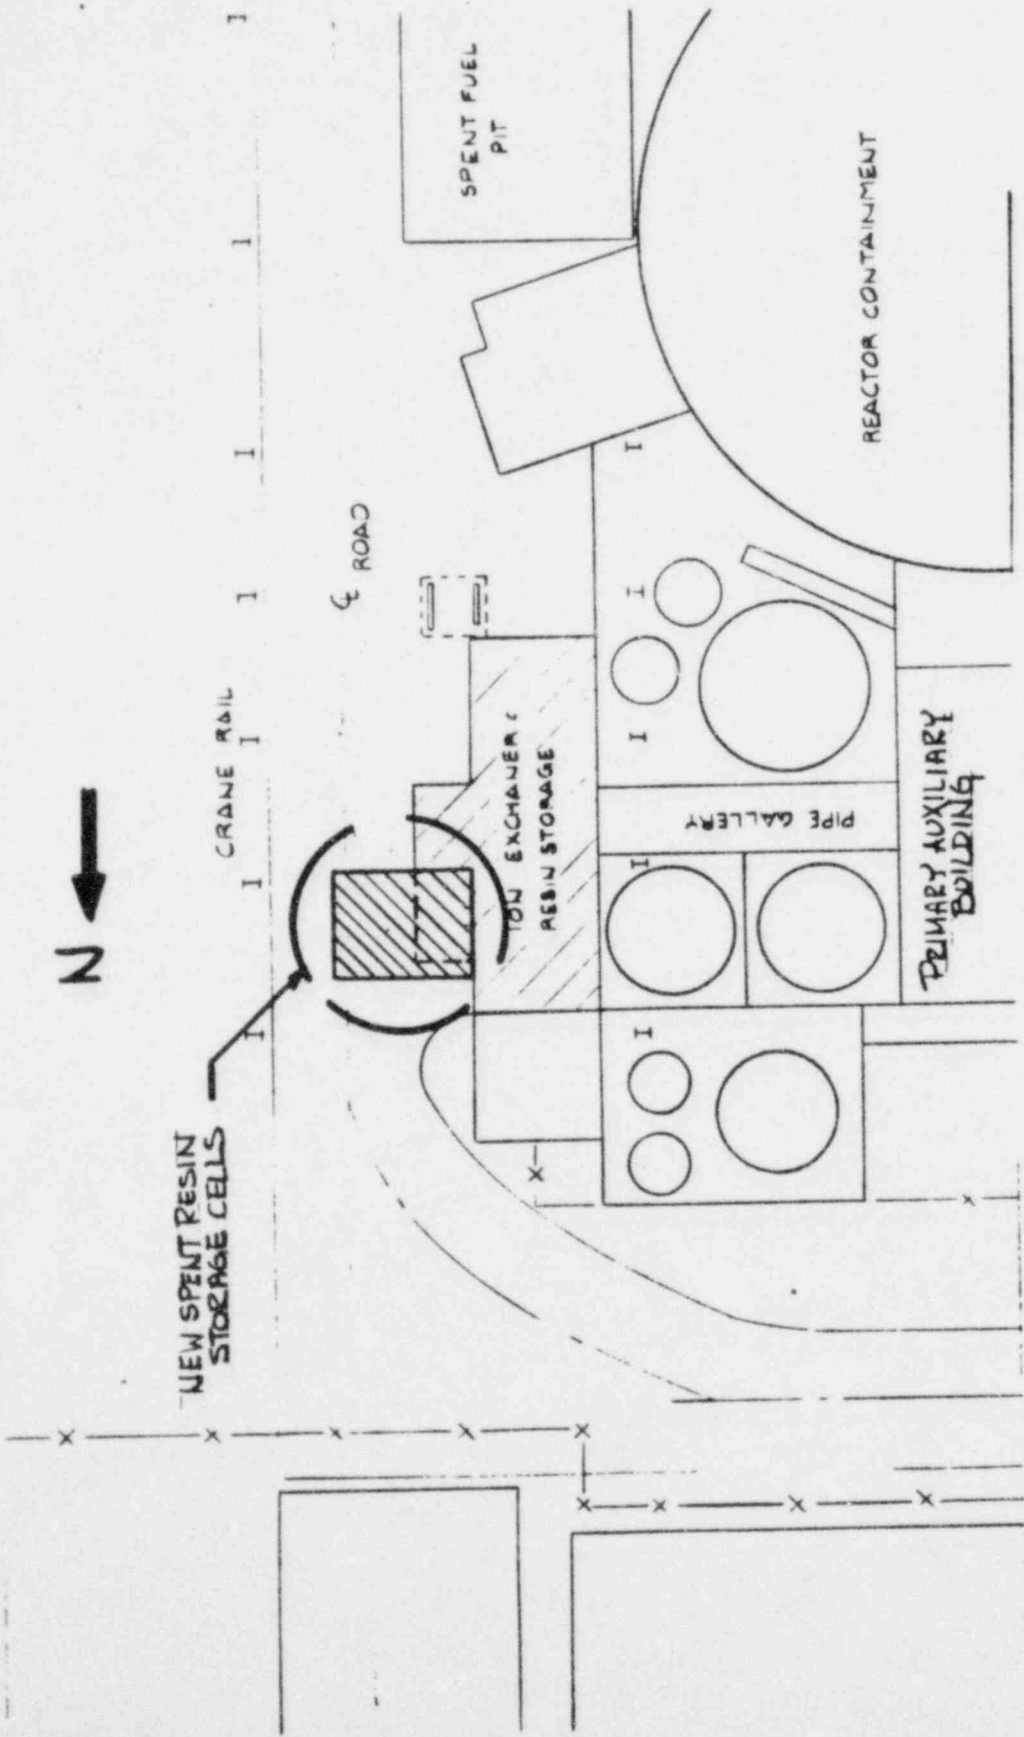 N
NEW SPENT RESIN
STORAGE CELLS
CRANE RAIL
℄ ROAD
SPENT FUEL
PIT
ION EXCHANER
RESIN STORAGE
PIPE GALLERY
REACTOR CONTAINMENT
PRIMARY AUXILIARY
BUILDING